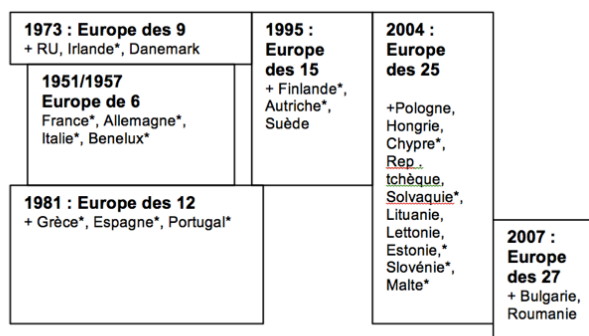 1973 : Europe des 9
+ RU, Irlande*, Danemark
1951/1957
Europe de 6
France*, Allemagne*,
Italie*, Benelux*
1981 : Europe des 12
+ Grèce*, Espagne*, Portugal*
1995 :
Europe
des 15
+ Finlande*,
Autriche*,
Suède
2004 :
Europe
des 25
+Pologne,
Hongrie,
Chypre*,
Rep .
tchèque,
Solvaquie*,
Lituanie,
Lettonie,
Estonie,*
Slovénie*,
Malte*
2007 :
Europe
des 27
+ Bulgarie,
Roumanie